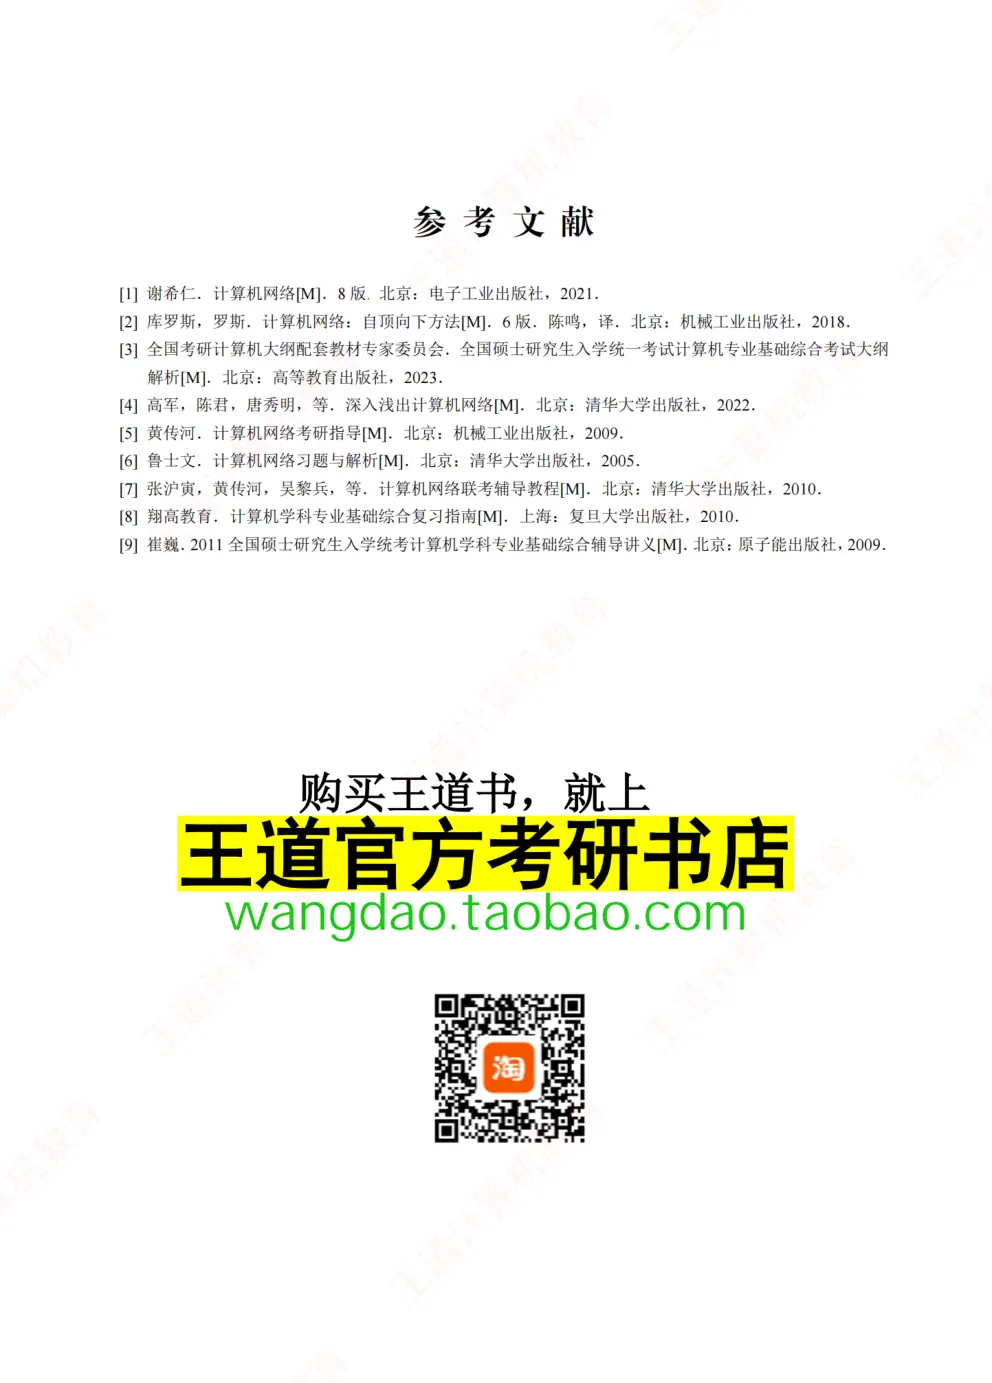 参考文献
[1] 谢希仁．计算机网络[M]．8 版. 北京：电子工业出版社，2021．
[2] 库罗斯，罗斯．计算机网络：自顶向下方法[M]．6 版．陈鸣，译．北京：机械工业出版社，2018．
[3] 全国考研计算机大纲配套教材专家委员会．全国硕士研究生入学统一考试计算机专业基础综合考试大纲
解析[M]．北京：高等教育出版社，2023．
[4] 高军，陈君，唐秀明，等．深入浅出计算机网络[M]．北京：清华大学出版社，2022．
[5] 黄传河．计算机网络考研指导[M]．北京：机械工业出版社，2009．
[6] 鲁士文．计算机网络习题与解析[M]．北京：清华大学出版社，2005．
[7] 张沪寅，黄传河，吴黎兵，等．计算机网络联考辅导教程[M]．北京：清华大学出版社，2010．
[8] 翔高教育．计算机学科专业基础综合复习指南[M]．上海：复旦大学出版社，2010．
[9] 崔巍．2011 全国硕士研究生入学统考计算机学科专业基础综合辅导讲义[M]．北京：原子能出版社，2009．
购买王道书，就上
王道官方考研书店
wangdao.taobao.com
淘
王道计算机教育